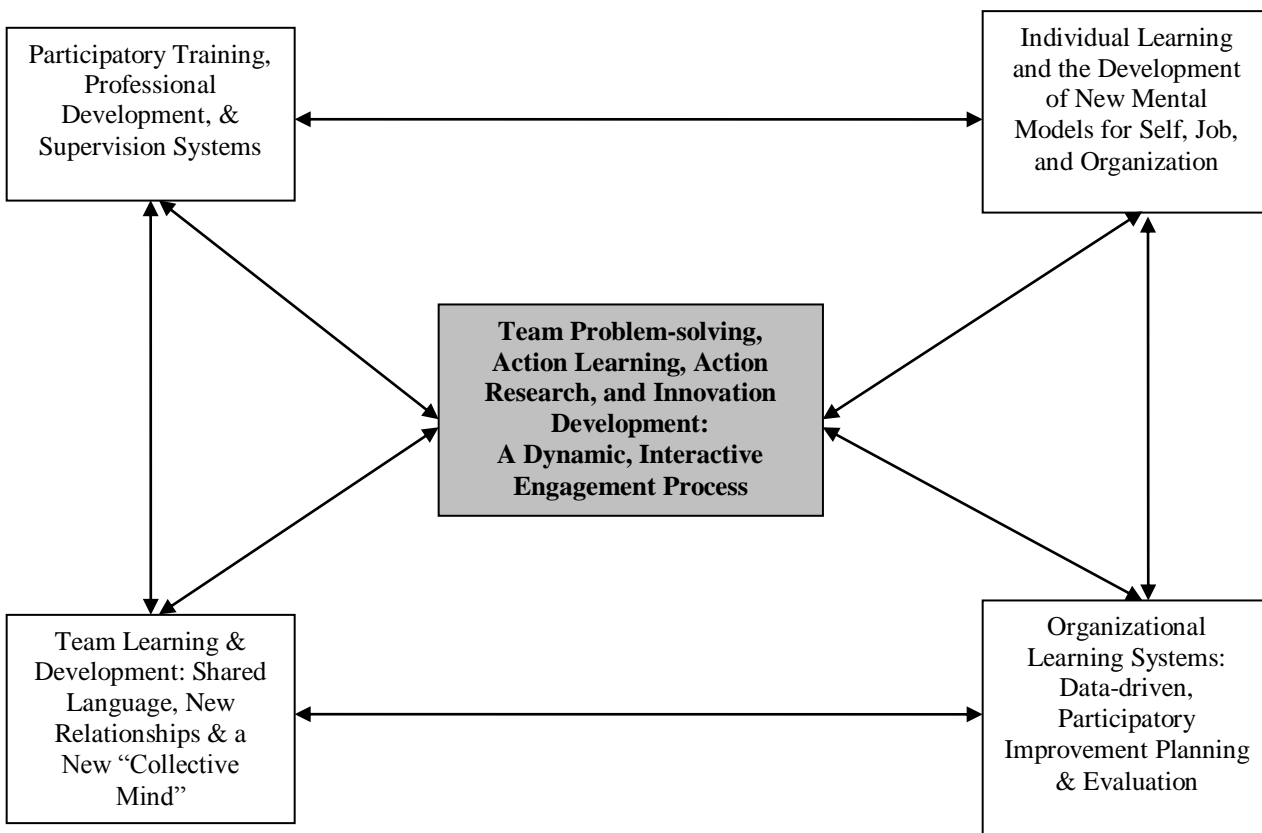 Participatory Training,
Professional
Development, &
Supervision Systems
Individual Learning
and the Development
of New Mental
Models for Self, Job,
and Organization
Team Problem-solving,
Action Learning, Action
Research, and Innovation
Development:
A Dynamic, Interactive
Engagement Process
Team Learning &
Development: Shared
Language, New
Relationships & a
New “Collective
Mind”
Organizational
Learning Systems:
Data-driven,
Participatory
Improvement Planning
& Evaluation